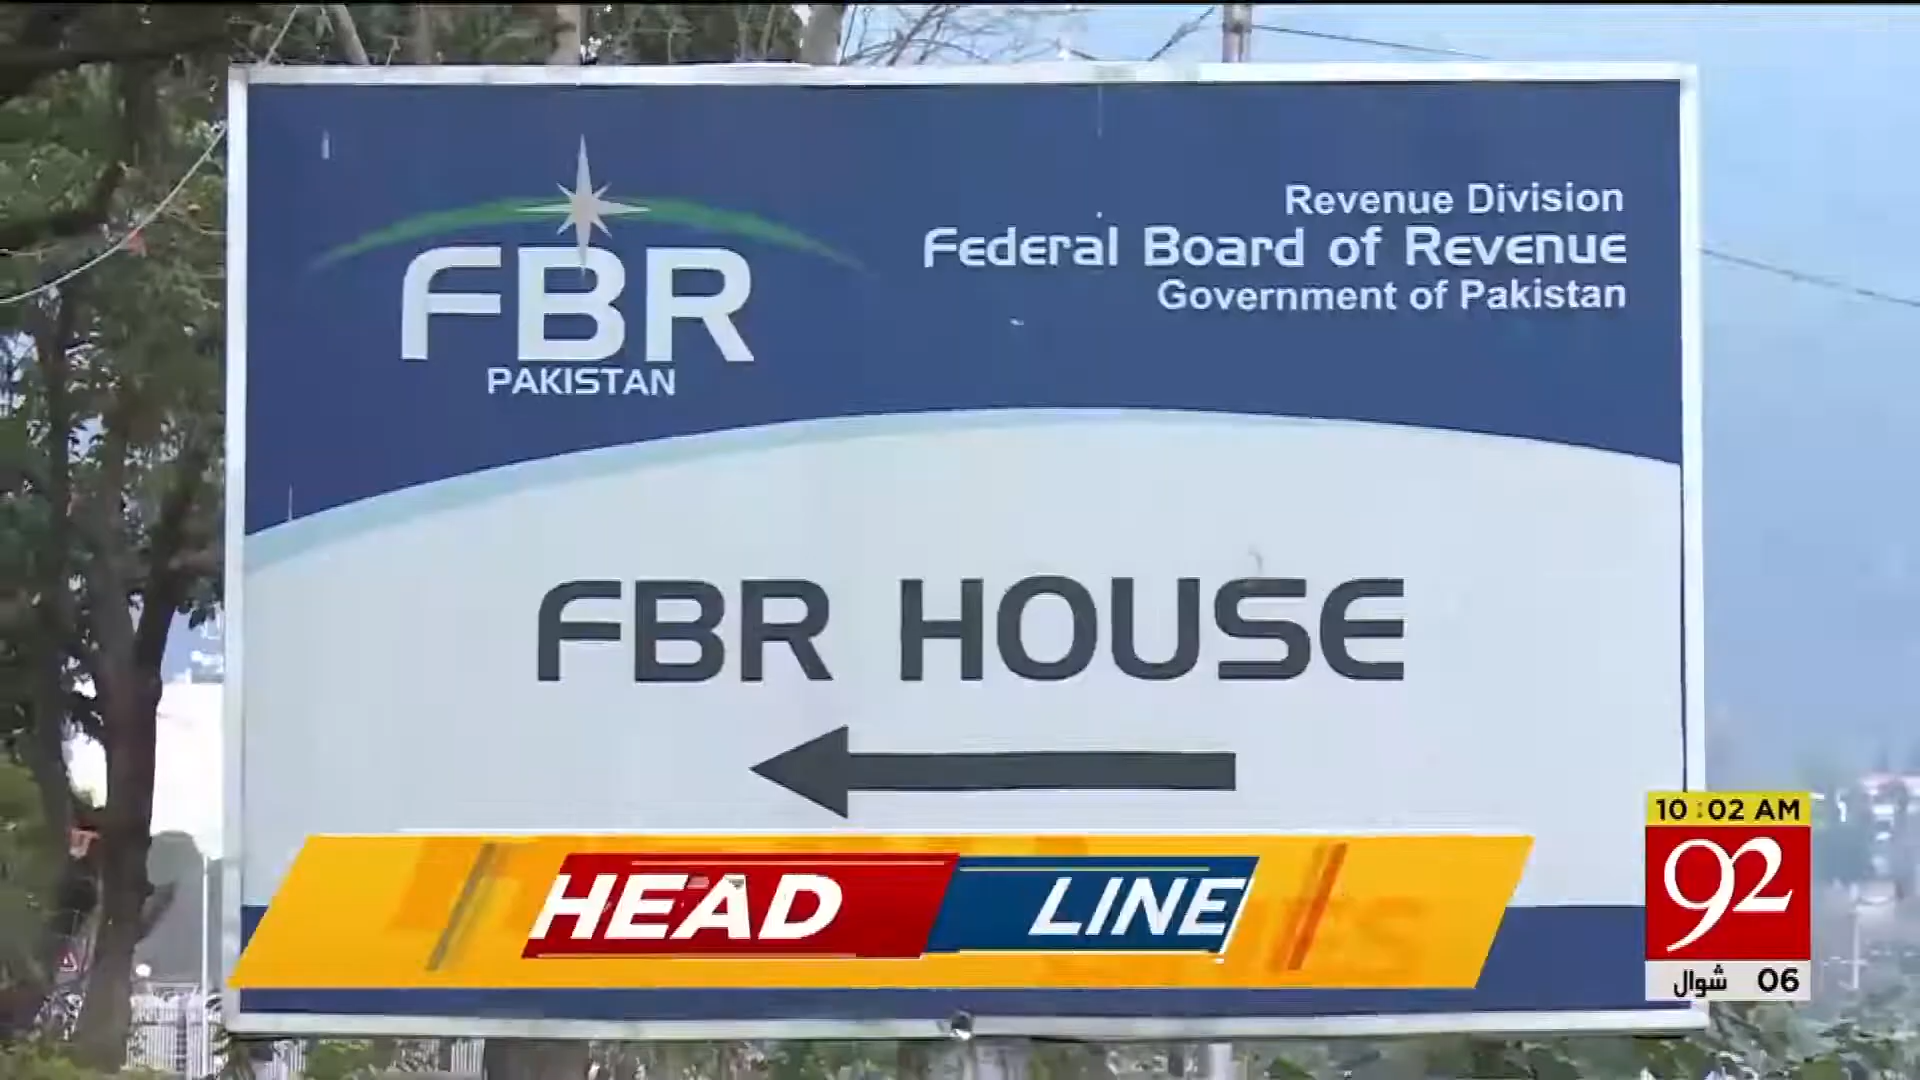 FBR
PAKISTAN
Revenue Division
Federal Board of Revenue
Government of Pakistan
FBR HOUSE
HEAD LINE
10:02 AM
92
06 شوال